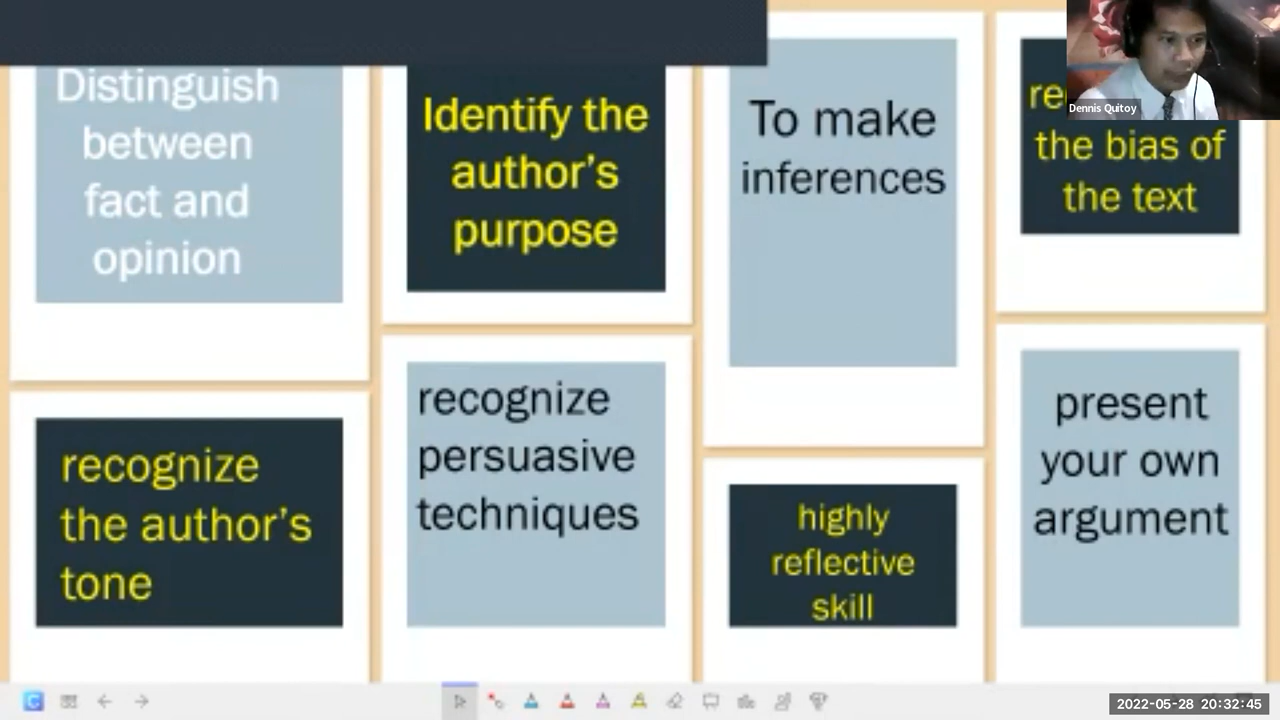 Distinguish
between
fact and
opinion
Identify the
author's
purpose
To make
inferences
the bias of
the text
recognize
the author's
tone
recognize
persuasive
techniques
highly
reflective
skill
present
your own
argument
Dennis Quitoy
2022-05-28 20:32:45